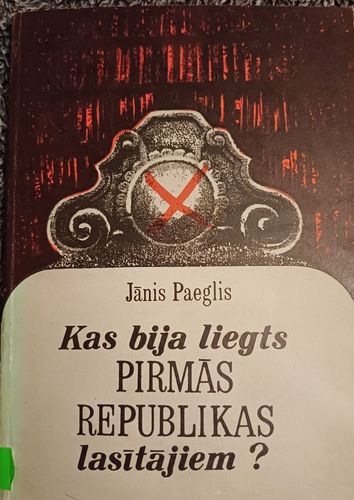 Jānis Paeglis
Kas bija liegts
PIRMĀS
REPUBLIKAS
lasītājiem ?